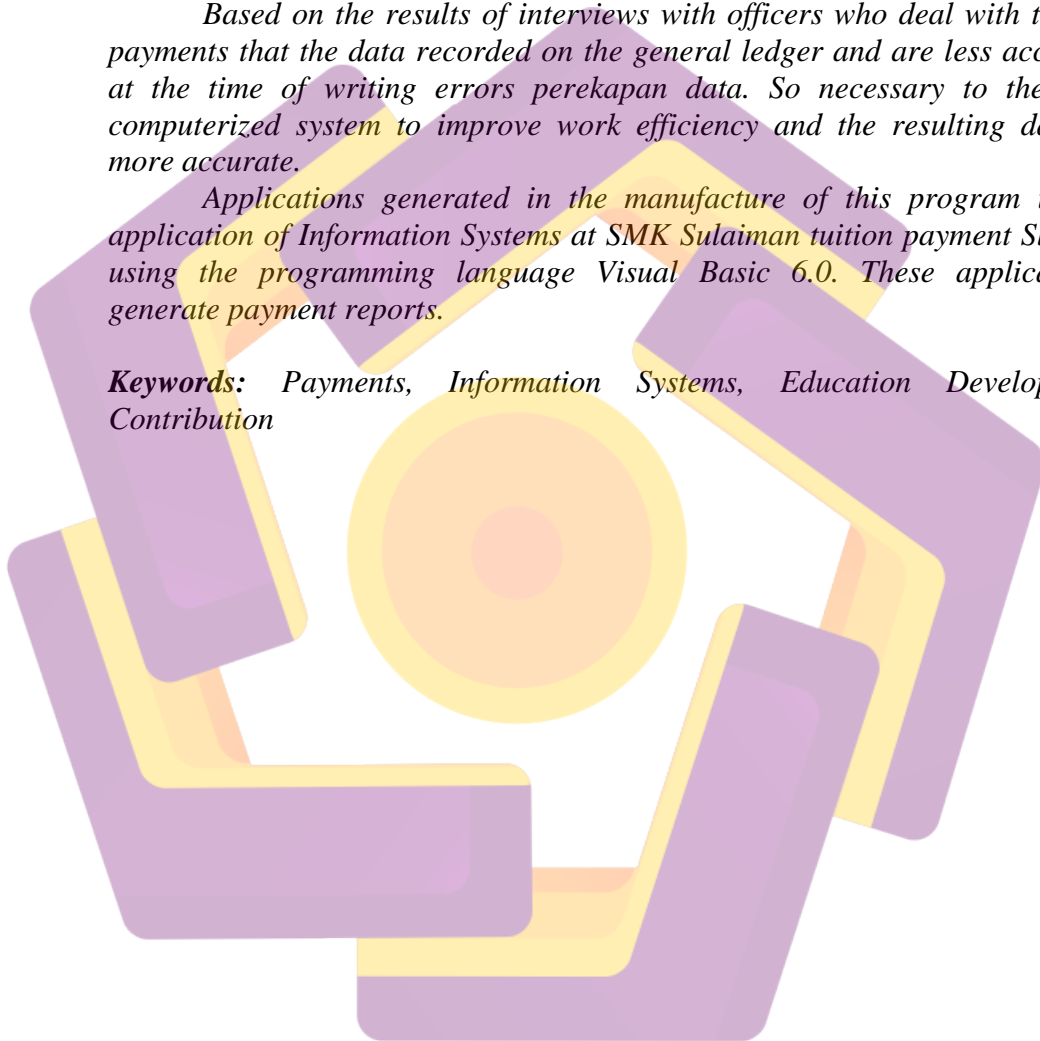 Based on the results of interviews with officers who deal with
payments that the data recorded on the general ledger and are less
at the time of writing errors perekapan data. So necessary to
computerized system to improve work efficiency and the resulting
more accurate.
Applications generated in the manufacture of this program
application of Information Systems at SMK Sulaiman tuition payment
using the programming language Visual Basic 6.0. These
generate payment reports.
Keywords: Payments, Information Systems, Education
Contribution